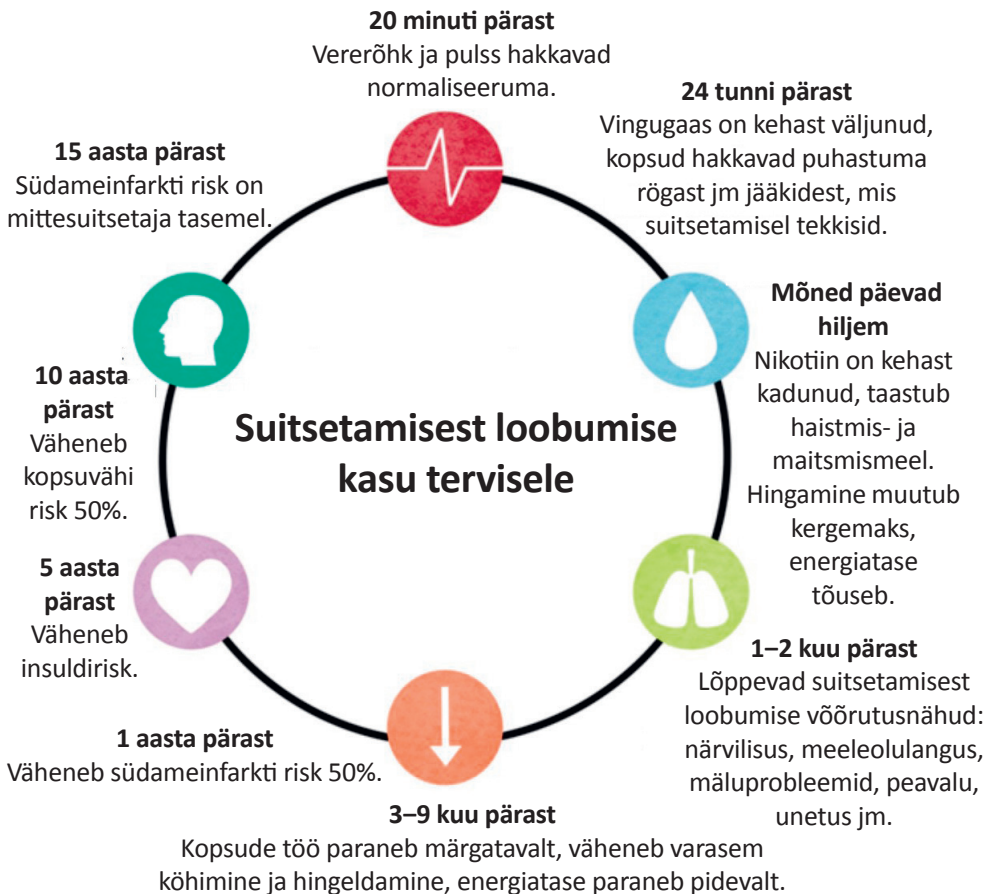 20 minuti pärast
Vererõhk ja pulss hakkavad
normaliseeruma.
24 tunni pärast
Vingugaas on kehast väljunud,
kopsud hakkavad puhastuma
rögast jm jääkidest, mis
suitsetamisel tekkisid.
Mõned päevad
hiljem
Nikotiin on kehast
kadunud, taastub
haistmis- ja
maitsmismeel.
Hingamine muutub
kergemaks,
energiatase
tõuseb.
1–2 kuu pärast
Lõppevad suitsetamisest
loobumise võõrutusnähud:
närvilisus, meeleolulangus,
mäluprobleemid, peavalu,
unetus jm.
3–9 kuu pärast
Kopsude töö paraneb märgatavalt, väheneb varasem
köhimine ja hingeldamine, energiatase paraneb pidevalt.
1 aasta pärast
Väheneb südameinfarkti risk 50%.
5 aasta
pärast
Väheneb
insuldirisk.
10 aasta
pärast
Väheneb
kopsuvähi
risk 50%.
15 aasta pärast
Südameinfarkti risk on
mittesuitsetaja tasemel.
Suitsetamisest loobumise
kasu tervisele